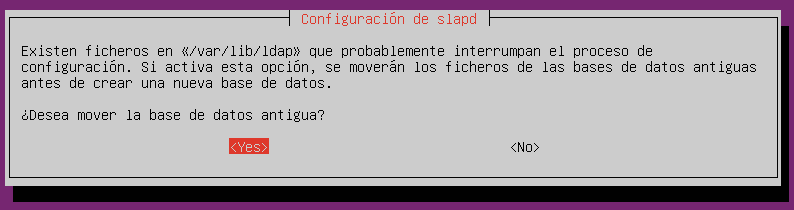 Configuración de slapd
Existen ficheros en «/var/lib/ldap» que probablemente interrumpan el proceso de
configuración. Si activa esta opción, se moverán los ficheros de las bases de datos antiguas
antes de crear una nueva base de datos.
¿Desea mover la base de datos antigua?
<Yes> <No>